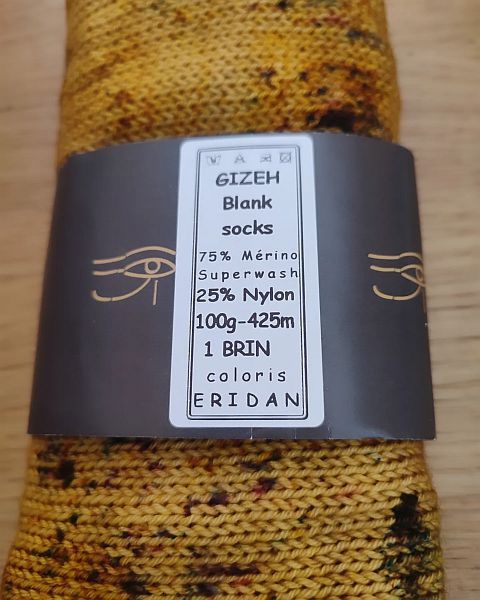 GIZEH
Blank
socks
75% Mérino
Superwash
25% Nylon
100g-425m
1 BRIN
coloris
ERIDAN